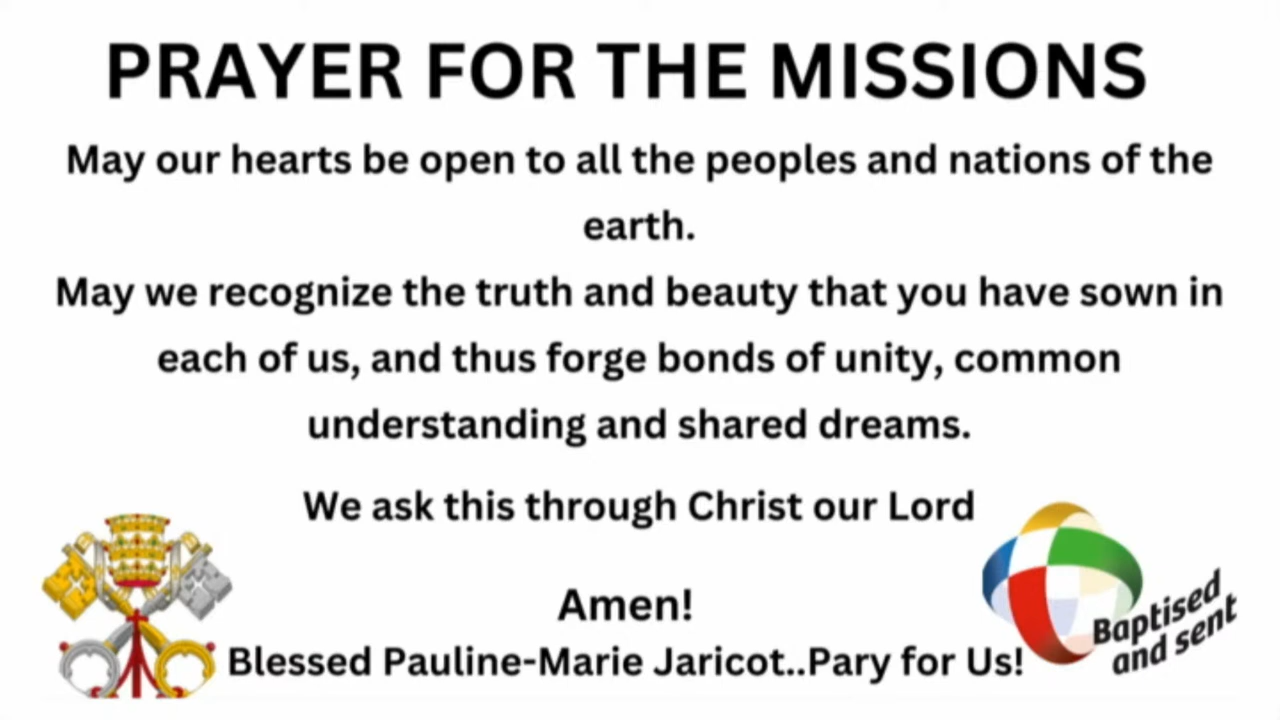 PRAYER FOR THE MISSIONS
May our hearts be open to all the peoples and nations of the
earth.
May we recognize the truth and beauty that you have sown in
each of us, and thus forge bonds of unity, common
understanding and shared dreams.
We ask this through Christ our Lord
Amen!
Blessed Pauline-Marie Jaricot..Pary for Us!
Baptised
and sent